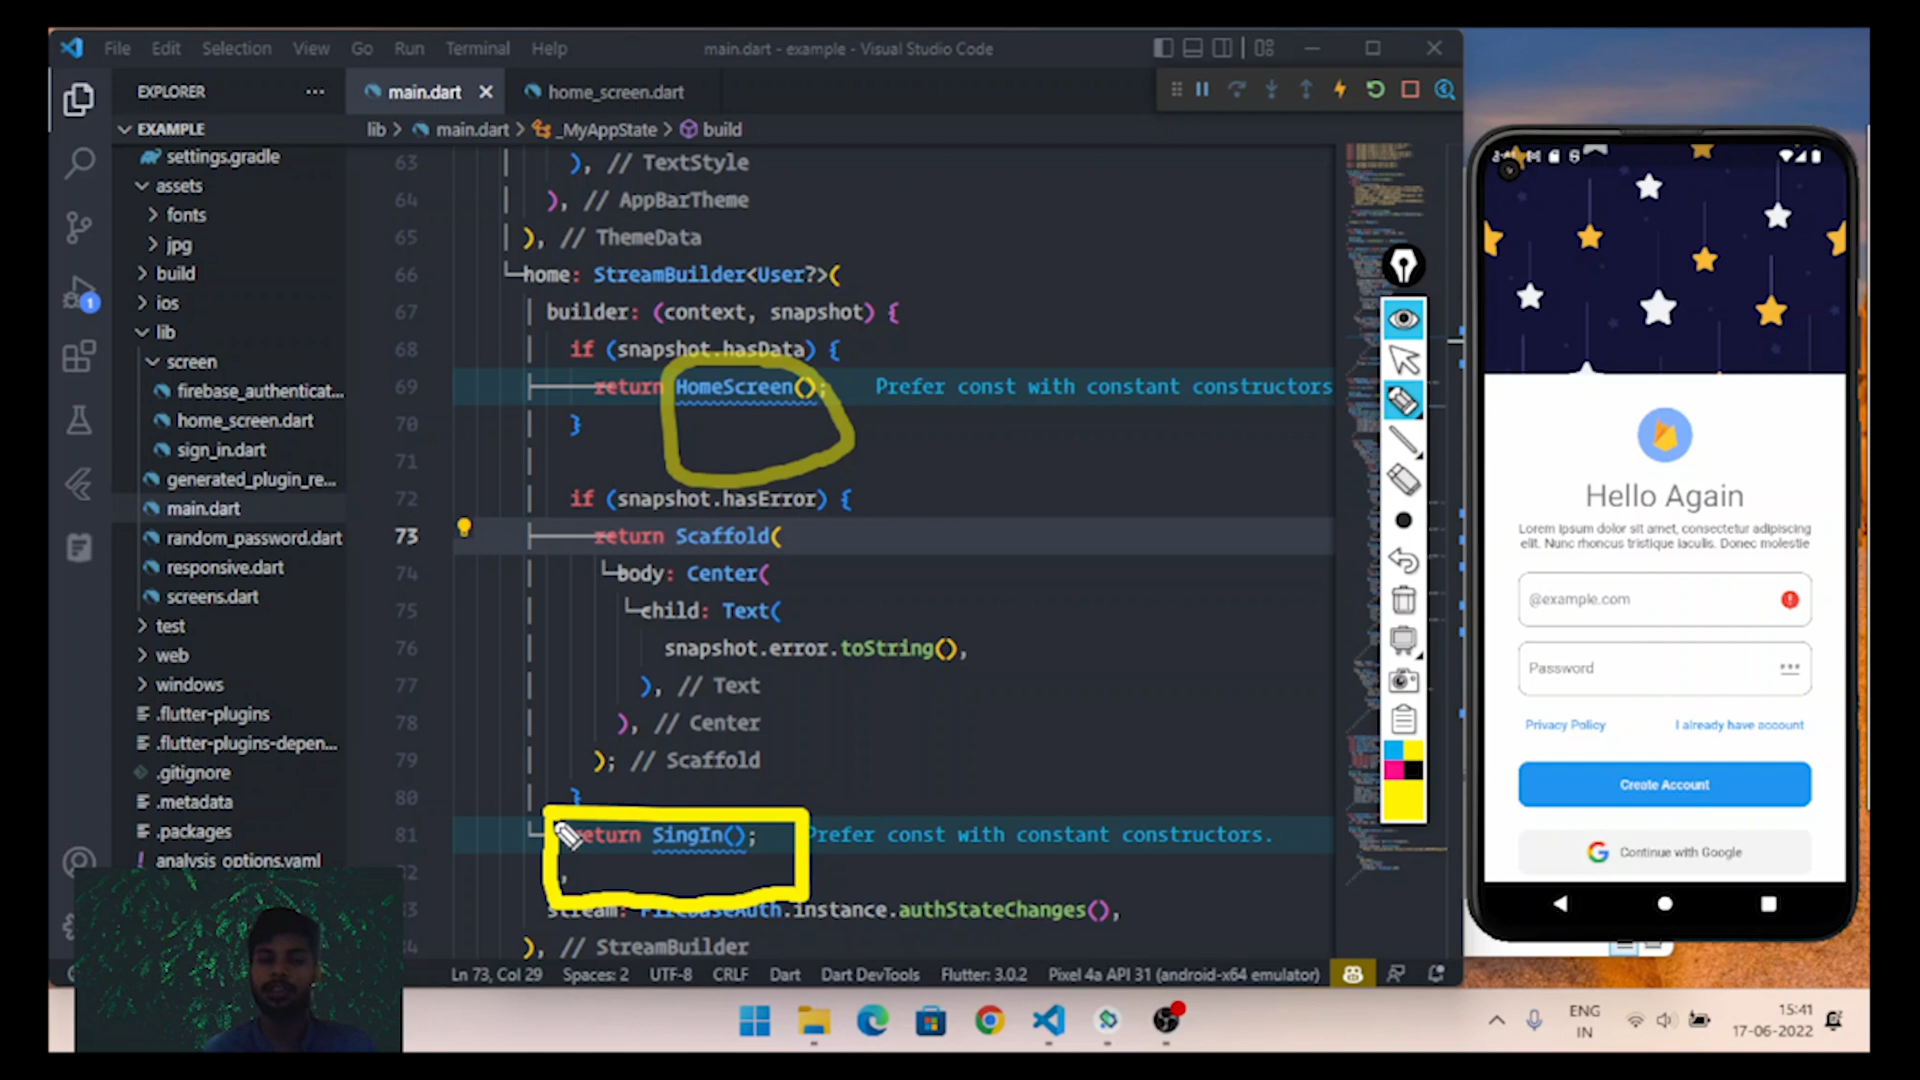 File Edit Selection View Go Run Terminal Help main.dart - example - Visual Studio Code
EXPLORER ···
EXAMPLE
settings.gradle
assets
fonts
jpg
build
ios
lib
screen
firebase_authenticat...
home_screen.dart
sign_in.dart
generated_plugin_re...
main.dart
random_password.dart
responsive.dart
screens.dart
test
web
windows
.flutter-plugins
.flutter-plugins-depen...
.gitignore
.metadata
.packages
analysis_options.yaml
1
main.dart home_screen.dart
lib > main.dart > _MyAppState > build
63 ), // TextStyle
64 ), // AppBarTheme
65 ), // ThemeData
66 home: StreamBuilder<User?>(
67 builder: (context, snapshot) {
68 if (snapshot.hasData) {
69 return HomeScreen(); Prefer const with constant constructors
70 }
71
72 if (snapshot.hasError) {
73 return Scaffold(
74 body: Center(
75 child: Text(
76 snapshot.error.toString(),
77 ), // Text
78 ), // Center
79 ); // Scaffold
80 }
81 return SingIn(); Prefer const with constant constructors.
,
stream: FirebaseAuth.instance.authStateChanges(),
), // StreamBuilder
Ln 73, Col 29 Spaces: 2 UTF-8 CRLF Dart Dart DevTools Flutter: 3.0.2 Pixel 4a API 31 (android-x64 emulator)
Hello Again
Lorem ipsum dolor sit amet, consectetur adipiscing
elit. Nunc rhoncus tristique iaculis. Donec molestie
@example.com
Password
Privacy Policy I already have account
Create Account
Continue with Google
ENG
IN
15:41
17-06-2022